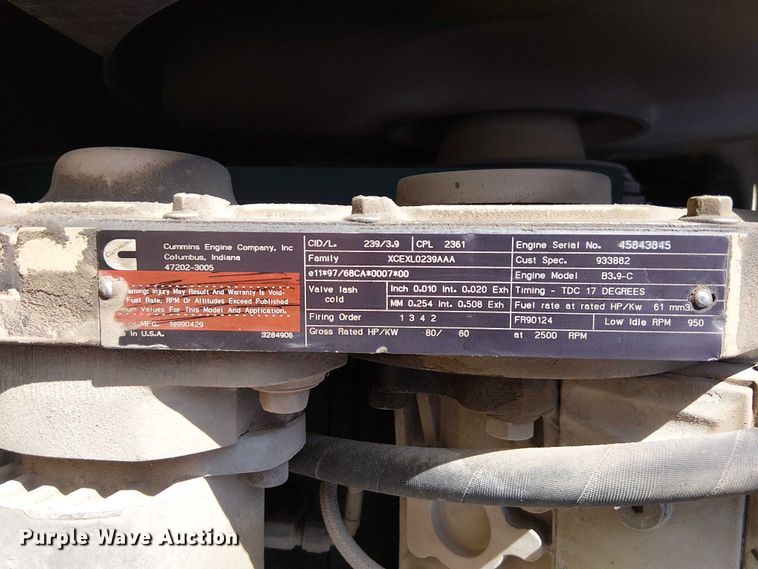 Cummins Engine Company, Inc
Columbus, Indiana
47202-3005
Warning: Injury May Result And Warranty Is Void
Fuel Rate, RPM Or Altitudes Exceed Published
Values For This Model And Application.
of MFG. 19990429
In U.S.A. 3284906
CID/L. 239/3.9 CPL 2361
Family XCEXL0239AAA
e11*97/68CA*0007*00
Valve lash cold Inch 0.010 Int. 0.020 Exh
MM 0.254 Int. 0.508 Exh
Firing Order 1 3 4 2
Gross Rated HP/KW 80/ 60 at 2500 RPM
Engine Serial No. 45843845
Cust Spec. 933882
Engine Model B3.9-C
Timing - TDC 17 DEGREES
Fuel rate at rated HP/Kw 61 mm3
FR90124 Low Idle RPM 950
Purple Wave Auction